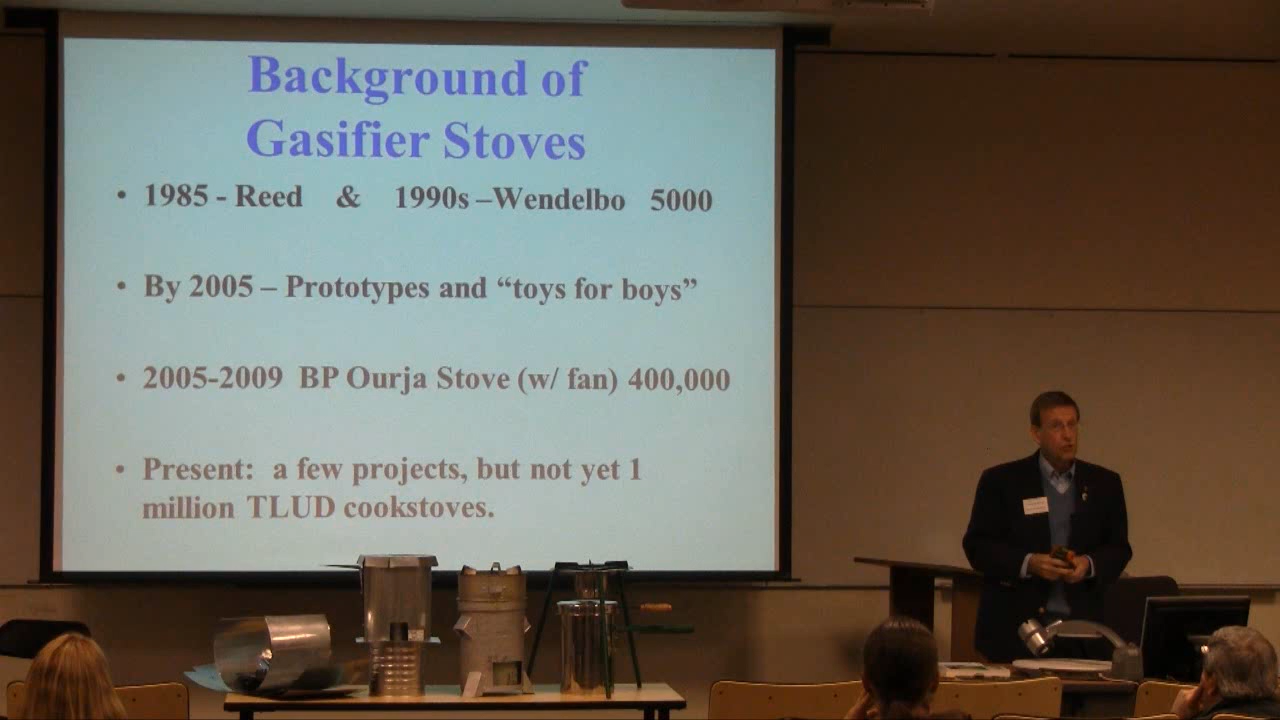 Background of
Gasifier Stoves
• 1985 - Reed & 1990s –Wendelbo 5000
• By 2005 – Prototypes and “toys for boys”
• 2005-2009 BP Ourja Stove (w/ fan) 400,000
• Present: a few projects, but not yet 1
million TLUD cookstoves.